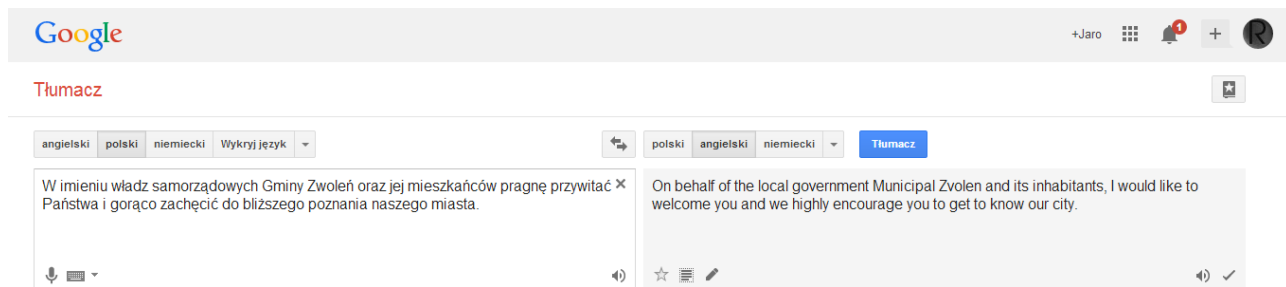 Google
+Jaro
1
+
R
Tłumacz
angielski polski niemiecki Wykryj język
polski angielski niemiecki Tłumacz
W imieniu władz samorządowych Gminy Zwoleń oraz jej mieszkańców pragnę przywitać
Państwa i gorąco zachęcić do bliższego poznania naszego miasta.
On behalf of the local government Municipal Zvolen and its inhabitants, I would like to
welcome you and we highly encourage you to get to know our city.